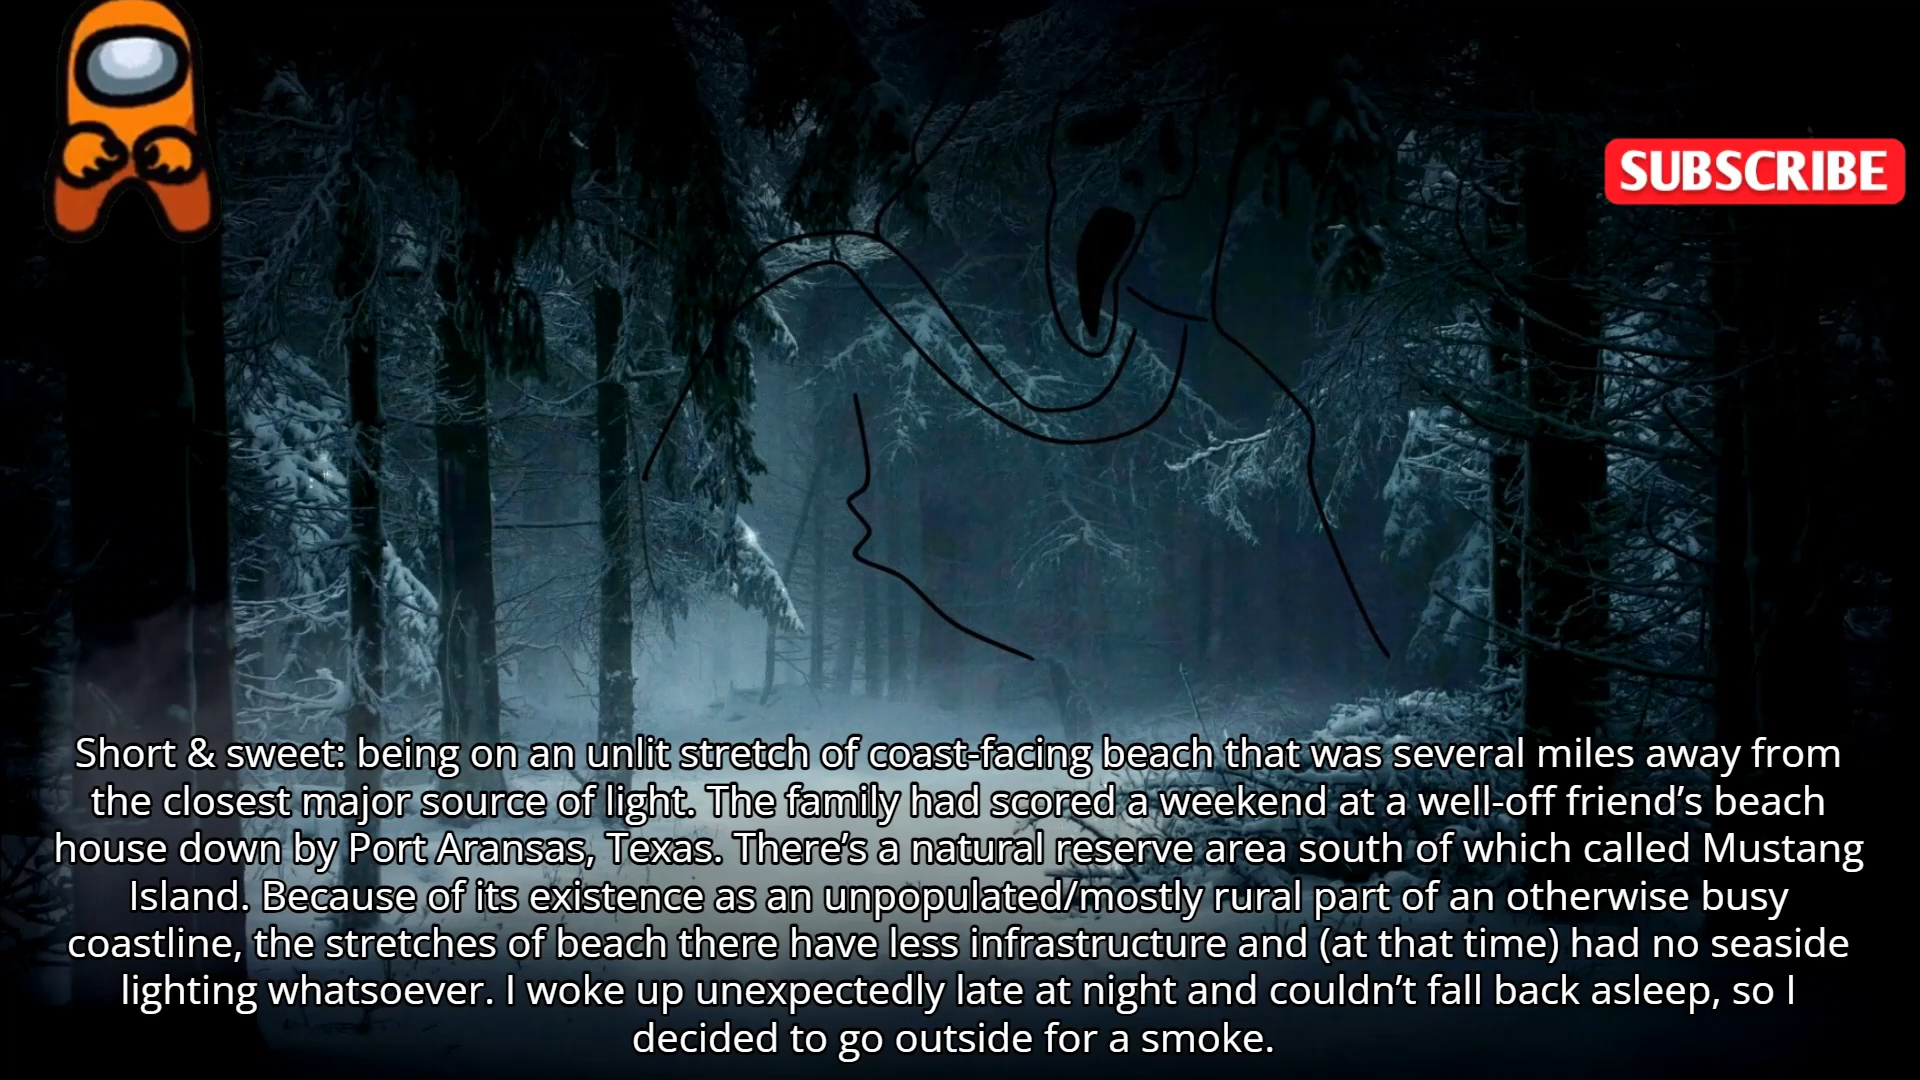 SUBSCRIBE
Short & sweet: being on an unlit stretch of coast-facing beach that was several miles away from
the closest major source of light. The family had scored a weekend at a well-off friend’s beach
house down by Port Aransas, Texas. There’s a natural reserve area south of which called Mustang
Island. Because of its existence as an unpopulated/mostly rural part of an otherwise busy
coastline, the stretches of beach there have less infrastructure and (at that time) had no seaside
lighting whatsoever. I woke up unexpectedly late at night and couldn’t fall back asleep, so I
decided to go outside for a smoke.